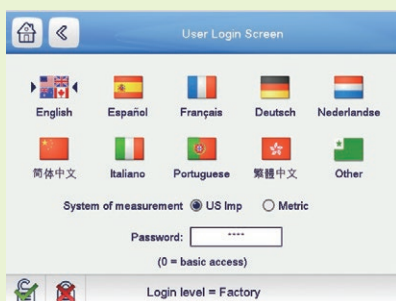 User Login Screen
English Español Français Deutsch Nederlandse
简体中文 Italiano Portuguese 繁體中文 Other
System of measurement US Imp Metric
Password: ----
(0 = basic access)
Login level = Factory